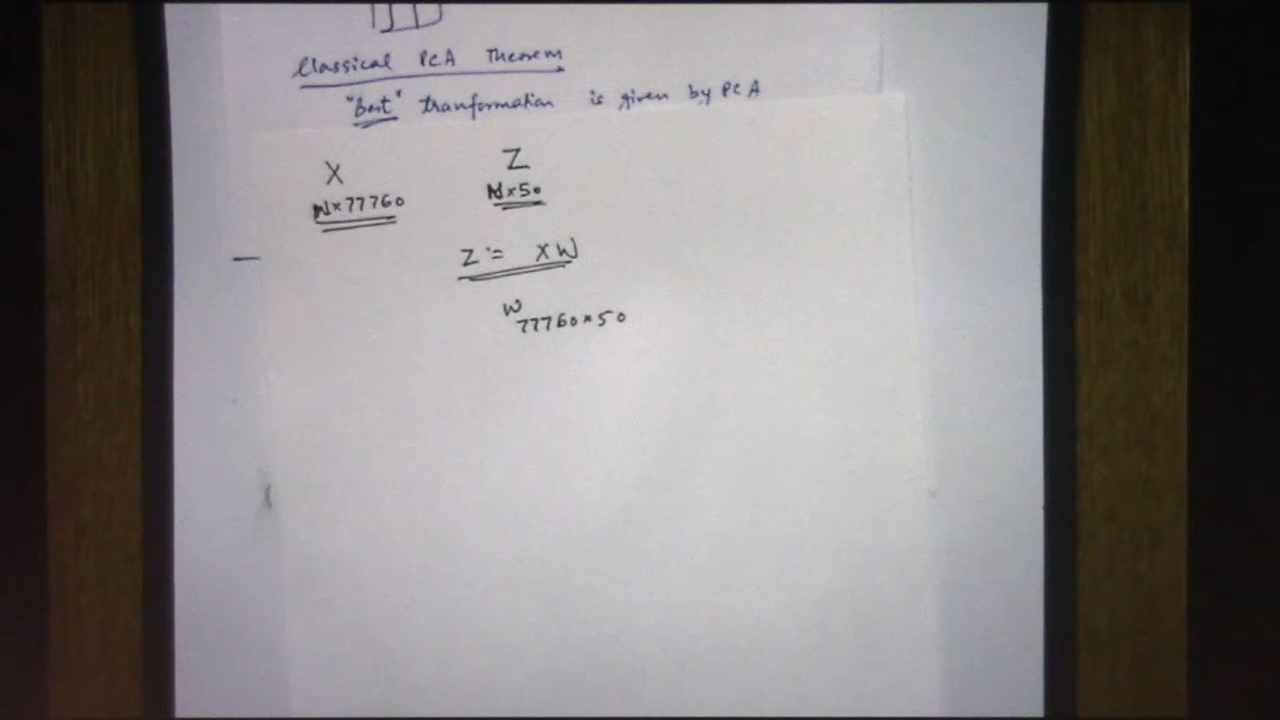 Classical PCA Theorem
"best" tranformation is given by PCA
X Z
N×77760 N×50
Z := XW
W 77760×50